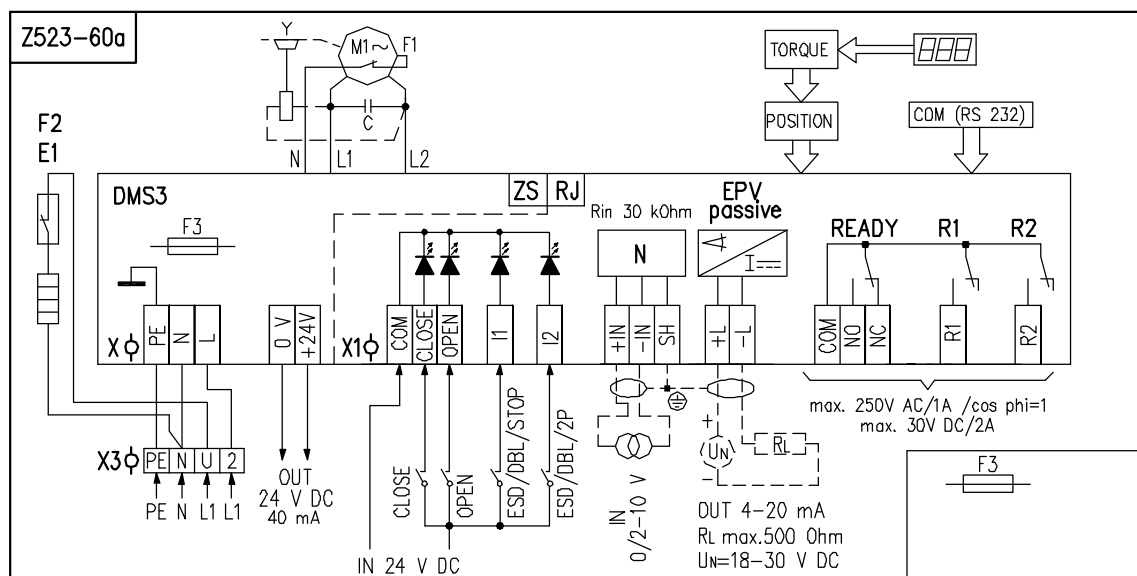 Z523-60a
Y
M1~
F1
C
N
L1
L2
TORQUE
POSITION
COM (RS 232)
F2
E1
DMS3
F3
ZS
RJ
Rin 30 kOhm
N
EPV
passive
I
READY
R1
R2
X
PE
N
L
0 V
+24V
X1
COM
CLOSE
OPEN
I1
I2
+IN
-IN
SH
+L
-L
COM
NO
NC
R1
R2
max. 250V AC/1A /cos phi=1
max. 30V DC/2A
X3
PE
N
U
2
PE
N
L1
L1
OUT
24 V DC
40 mA
CLOSE
OPEN
ESD/DBL/STOP
ESD/DBL/2P
IN 24 V DC
IN
0/2-10 V
+
UN
-
RL
OUT 4-20 mA
RL max.500 Ohm
UN=18-30 V DC
F3